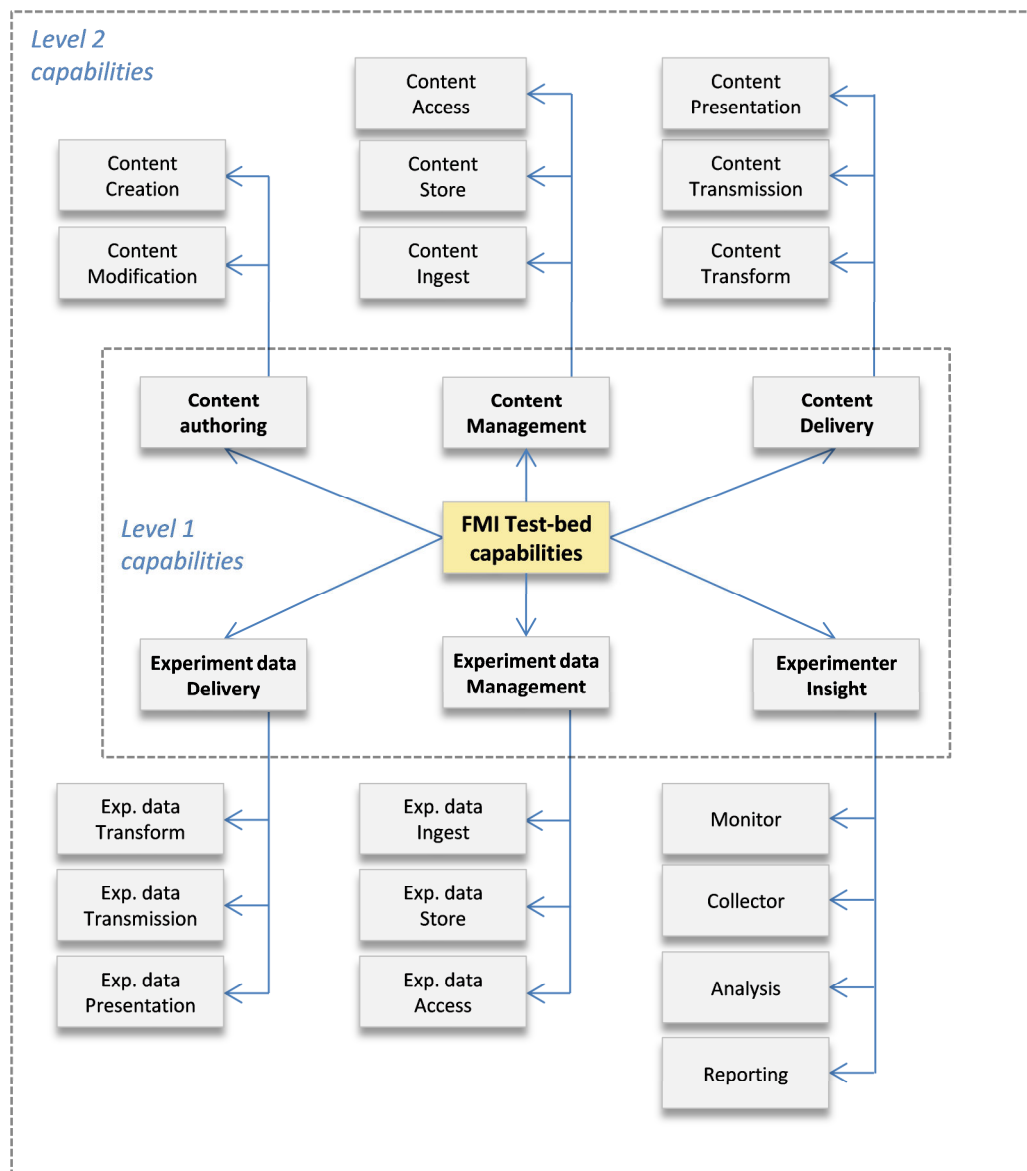 Level 2
capabilities
Content
Access
Content
Presentation
Content
Creation
Content
Store
Content
Transmission
Content
Modification
Content
Ingest
Content
Transform
Content
authoring
Content
Management
Content
Delivery
Level 1
capabilities
FMI Test-bed
capabilities
Experiment data
Delivery
Experiment data
Management
Experimenter
Insight
Exp. data
Transform
Exp. data
Ingest
Monitor
Exp. data
Transmission
Exp. data
Store
Collector
Exp. data
Presentation
Exp. data
Access
Analysis
Reporting